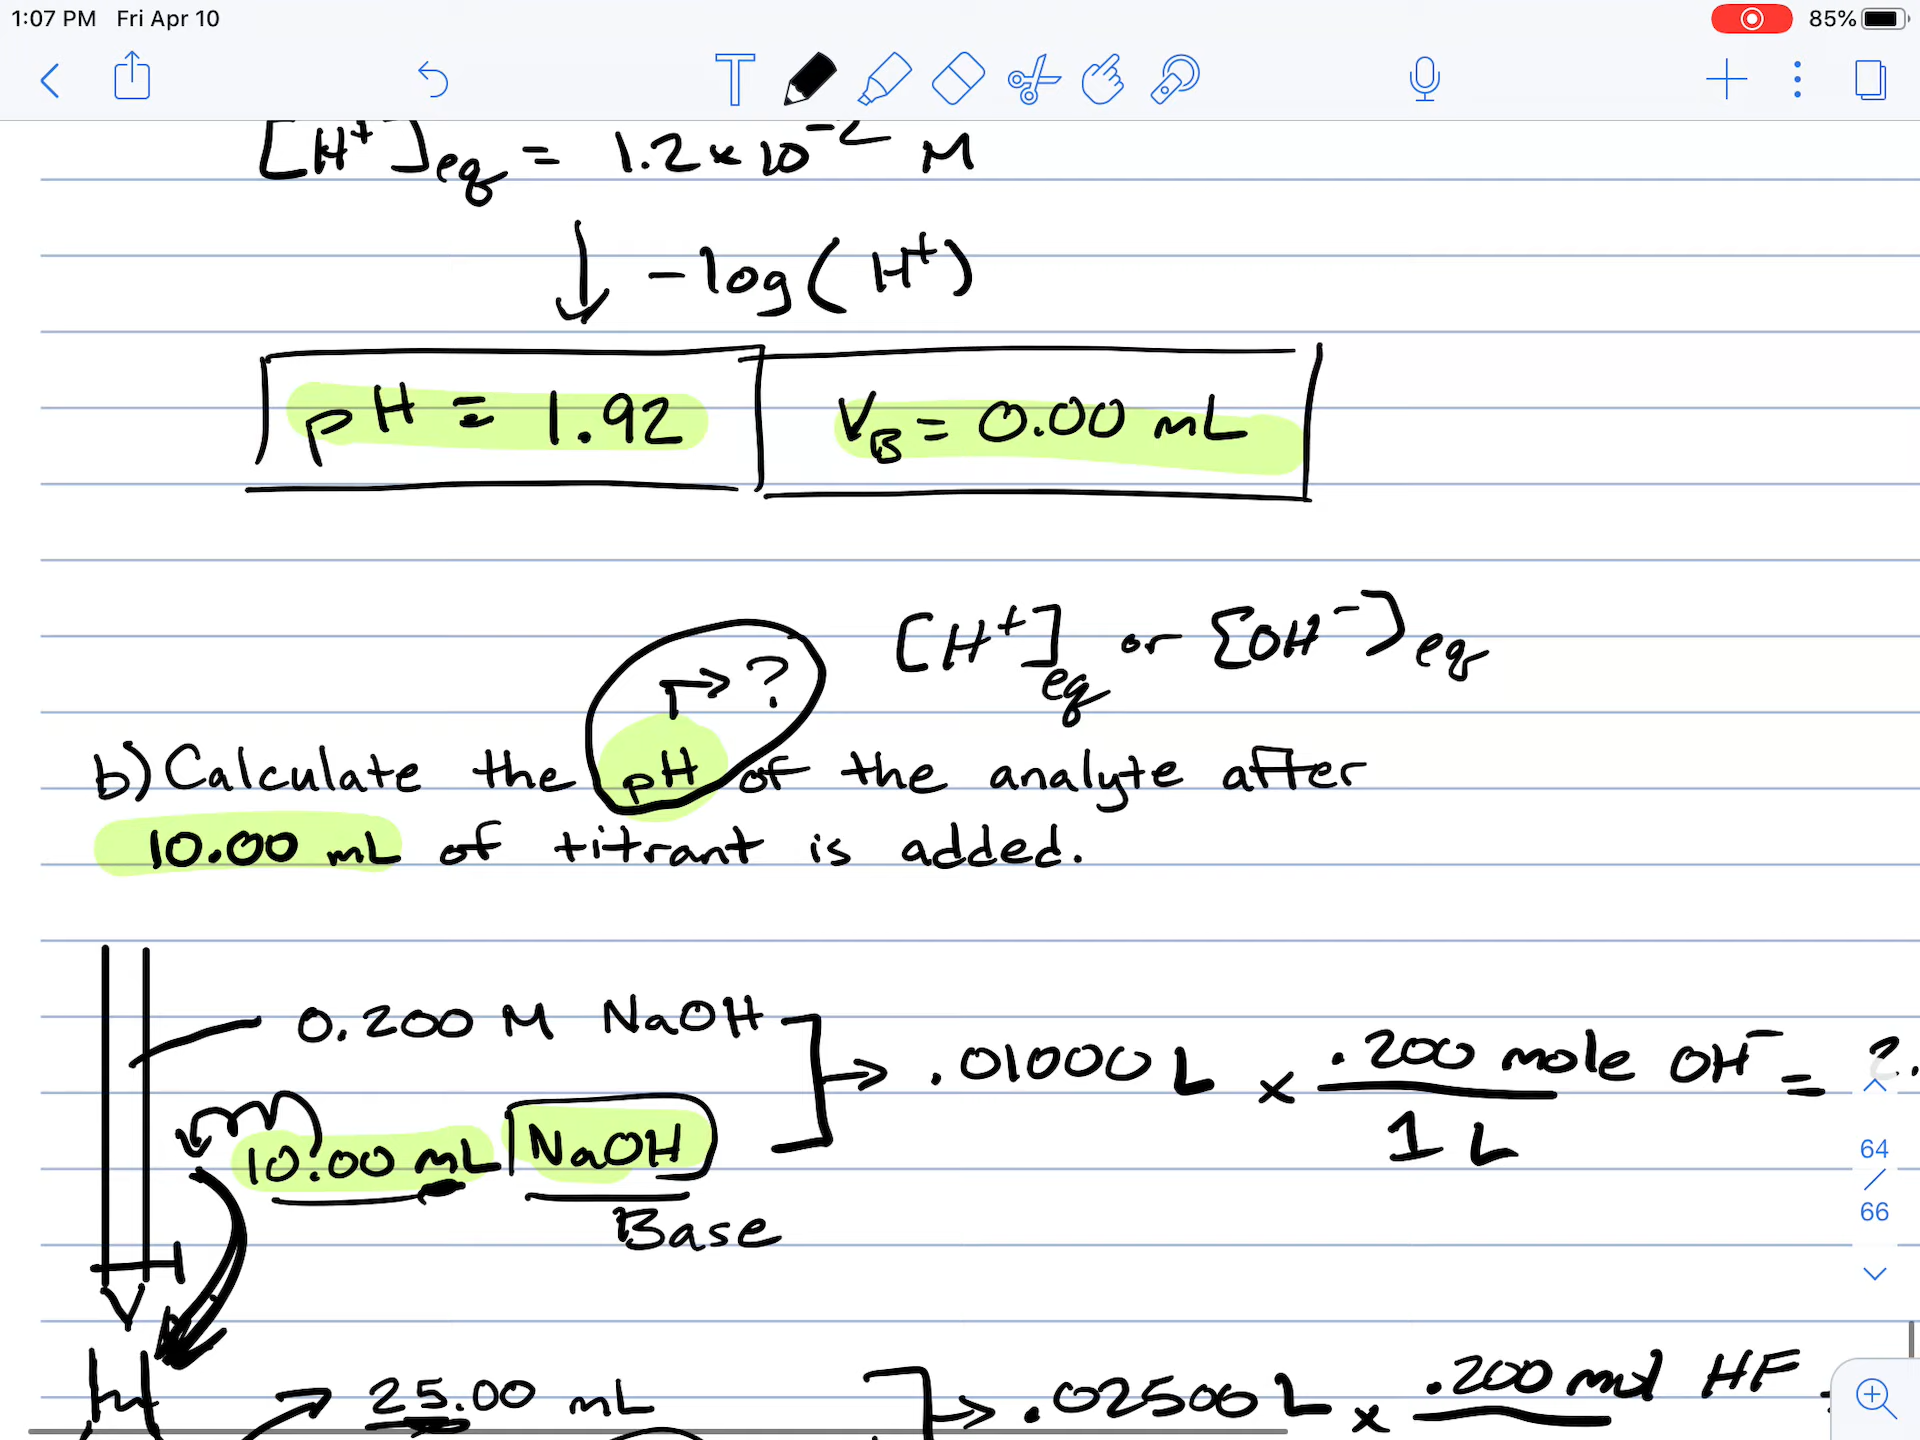 1:07 PM Fri Apr 10
85%
[H⁺]eq = 1.2 × 10⁻² M
-log(H⁺)
pH = 1.92
V_B = 0.00 mL
? [H⁺]eq or [OH⁻]eq
b) Calculate the pH of the analyte after
10.00 mL of titrant is added.
0.200 M NaOH
.01000 L × .200 mole OH⁻ / 1 L = 2.
10.00 mL NaOH
Base
64
/
66
25.00 mL
.02500 L × .200 mol HF